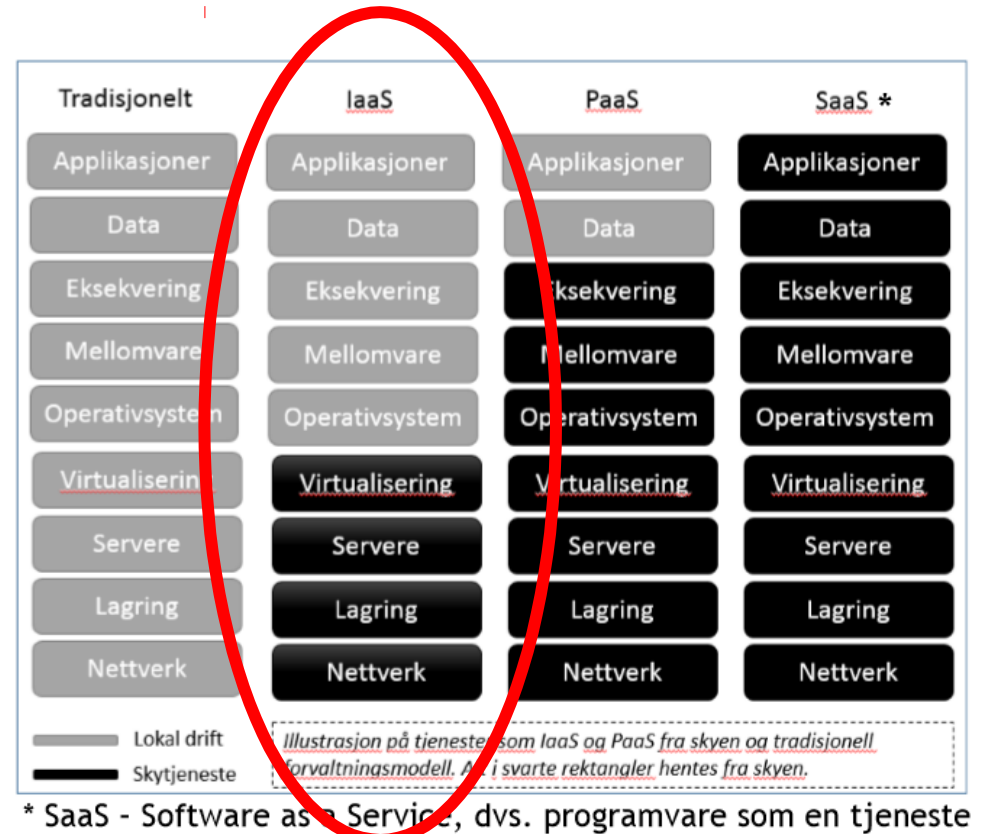 Tradisjonelt IaaS PaaS SaaS *
Applikasjoner Applikasjoner Applikasjoner Applikasjoner
Data Data Data Data
Eksekvering Eksekvering Eksekvering Eksekvering
Mellomvare Mellomvare Mellomvare Mellomvare
Operativsystem Operativsystem Operativsystem Operativsystem
Virtualisering Virtualisering Virtualisering Virtualisering
Servere Servere Servere Servere
Lagring Lagring Lagring Lagring
Nettverk Nettverk Nettverk Nettverk
Lokal drift
Skytjeneste
Illustrasjon på tjenester som IaaS og PaaS fra skyen og tradisjonell
forvaltningsmodell. Alt i svarte rektangler hentes fra skyen.
* SaaS - Software as a Service, dvs. programvare som en tjeneste